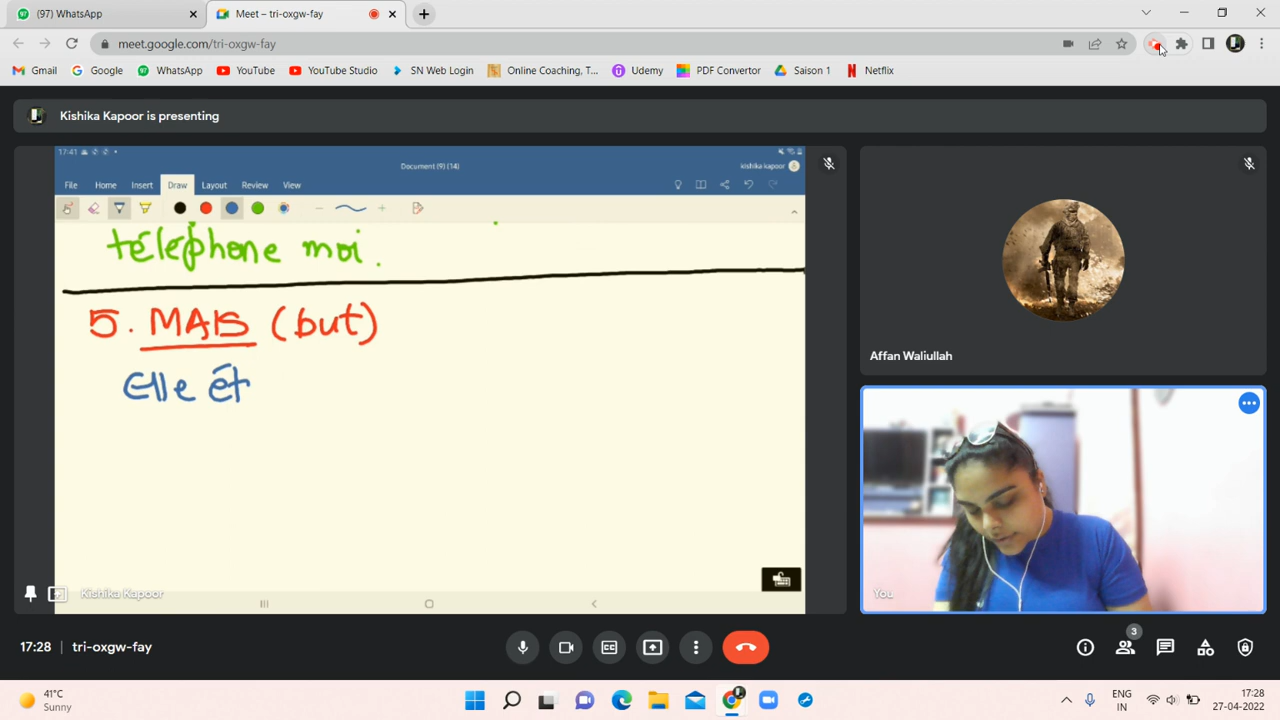 (97) WhatsApp
Meet – tri-oxgw-fay
meet.google.com/tri-oxgw-fay
Gmail Google WhatsApp YouTube YouTube Studio SN Web Login Online Coaching, T... Udemy PDF Convertor Saison 1 Netflix
Kishika Kapoor is presenting
17:41
Document (9) (14)
kishika kapoor
File Home Insert Draw Layout Review View
téléphone moi.
5. MAIS (but)
Elle ét
Kishika Kapoor
Affan Waliullah
You
17:28 | tri-oxgw-fay
3
41°C
Sunny
ENG
IN
17:28
27-04-2022